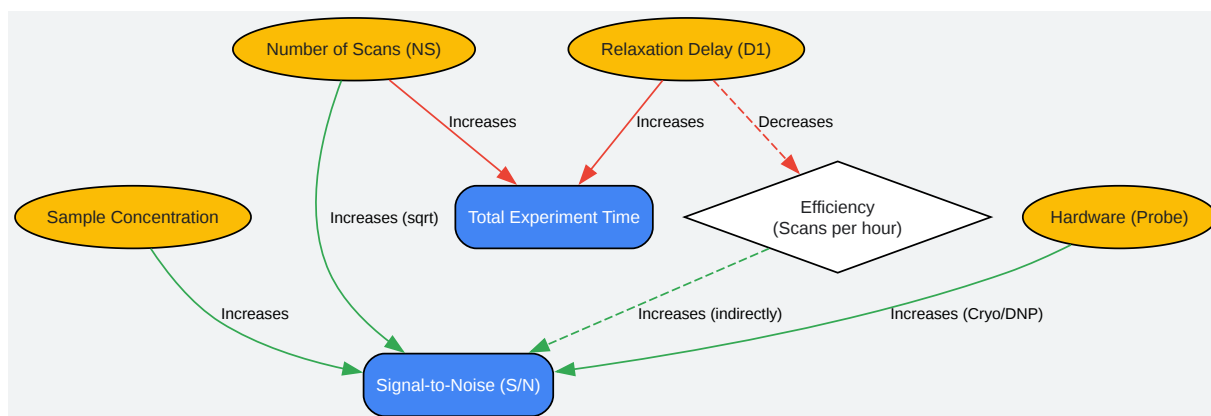 Number of Scans (NS)
Relaxation Delay (D1)
Increases
Increases
Decreases
Sample Concentration
Increases (sqrt)
Total Experiment Time
Efficiency
(Scans per hour)
Hardware (Probe)
Increases
Increases (indirectly)
Increases (Cryo/DNP)
Signal-to-Noise (S/N)